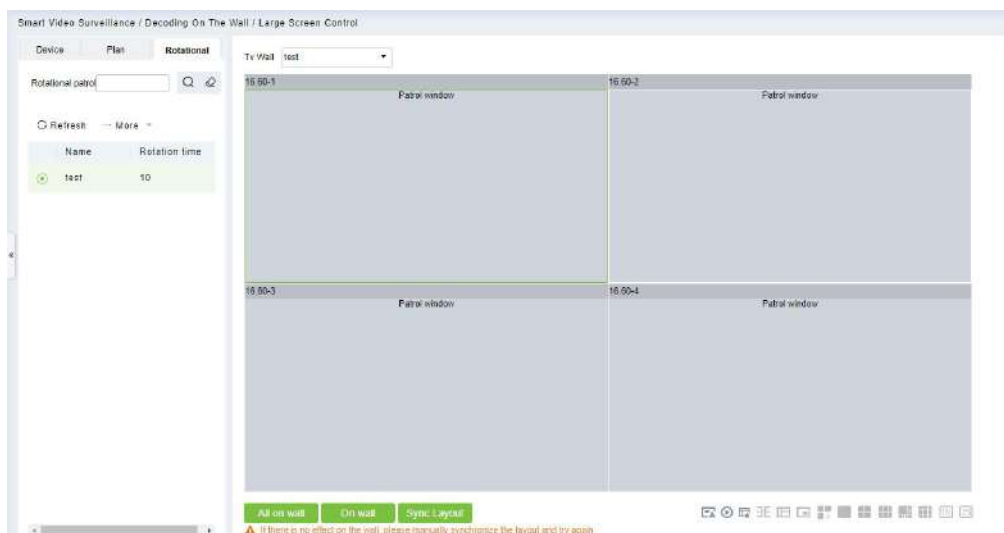 Smart Video Surveillance / Decoding On The Wall / Large Screen Control
Device Plan Rotational
Tv Wall test
Rotational patrol
16.60-1
16.60-2
Patrol window
Patrol window
Refresh More
Name Rotation time
test 10
16.60-3
16.60-4
Patrol window
Patrol window
All on wall On wall Sync Layout
If there is no effect on the wall, please manually synchronize the layout and try again